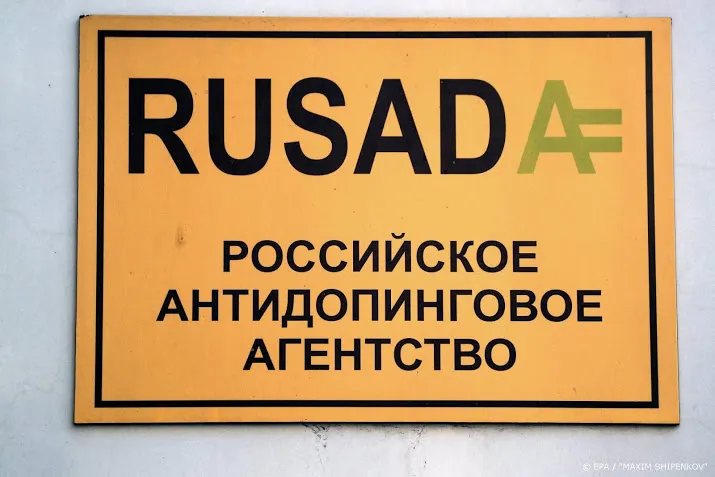 RUSADA
РОССИЙСКОЕ
АНТИДОПИНГОВОЕ
АГЕНТСТВО
© EPA / "MAXIM SHIPENKOV"